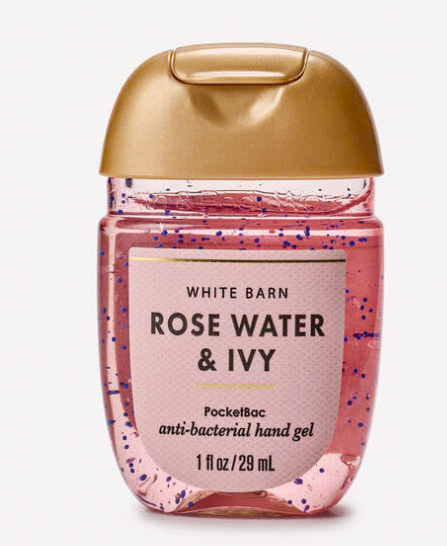 WHITE BARN
ROSE WATER
& IVY
PocketBac
anti-bacterial hand gel
1 fl oz / 29 mL